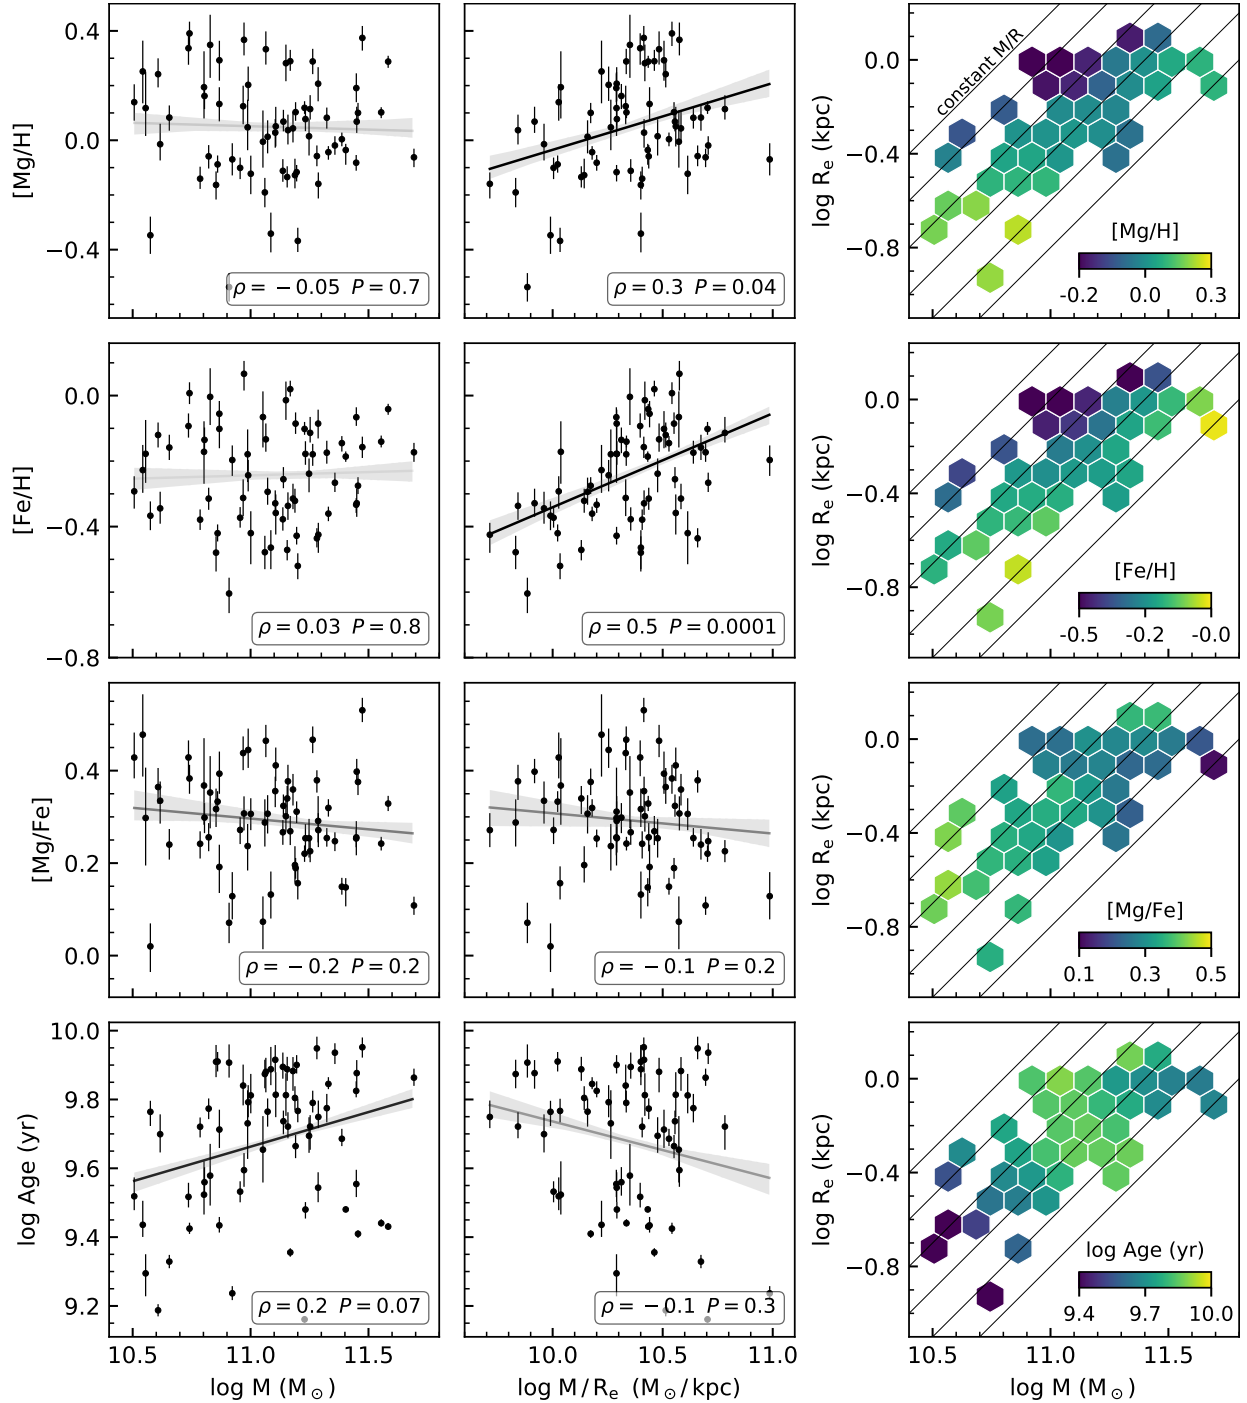 0.4
0.0
−0.4
[Mg/H]
ρ = −0.05 P = 0.7
ρ = 0.3 P = 0.04
0.0
−0.4
−0.8
log Re (kpc)
constant M/R
[Mg/H]
-0.2 0.0 0.3
0.0
−0.4
−0.8
[Fe/H]
ρ = 0.03 P = 0.8
ρ = 0.5 P = 0.0001
0.0
−0.4
−0.8
log Re (kpc)
[Fe/H]
-0.5 -0.2 -0.0
0.4
0.2
0.0
[Mg/Fe]
ρ = −0.2 P = 0.2
ρ = −0.1 P = 0.2
0.0
−0.4
−0.8
log Re (kpc)
[Mg/Fe]
0.1 0.3 0.5
10.0
9.8
9.6
9.4
9.2
log Age (yr)
ρ = 0.2 P = 0.07
ρ = −0.1 P = 0.3
0.0
−0.4
−0.8
log Re (kpc)
log Age (yr)
9.4 9.7 10.0
10.5 11.0 11.5
log M (M⊙)
10.0 10.5 11.0
log M/Re (M⊙/kpc)
10.5 11.0 11.5
log M (M⊙)